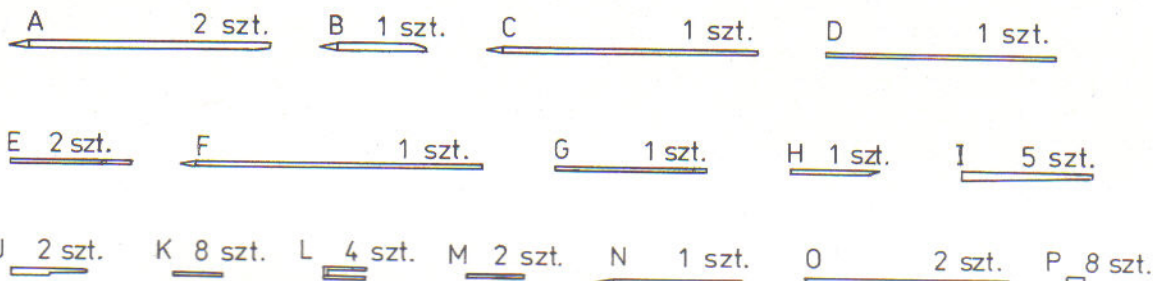 A 2 szt. B 1 szt. C 1 szt. D 1 szt.
E 2 szt. F 1 szt. G 1 szt. H 1 szt. I 5 szt.
J 2 szt. K 8 szt. L 4 szt. M 2 szt. N 1 szt. O 2 szt. P 8 szt.